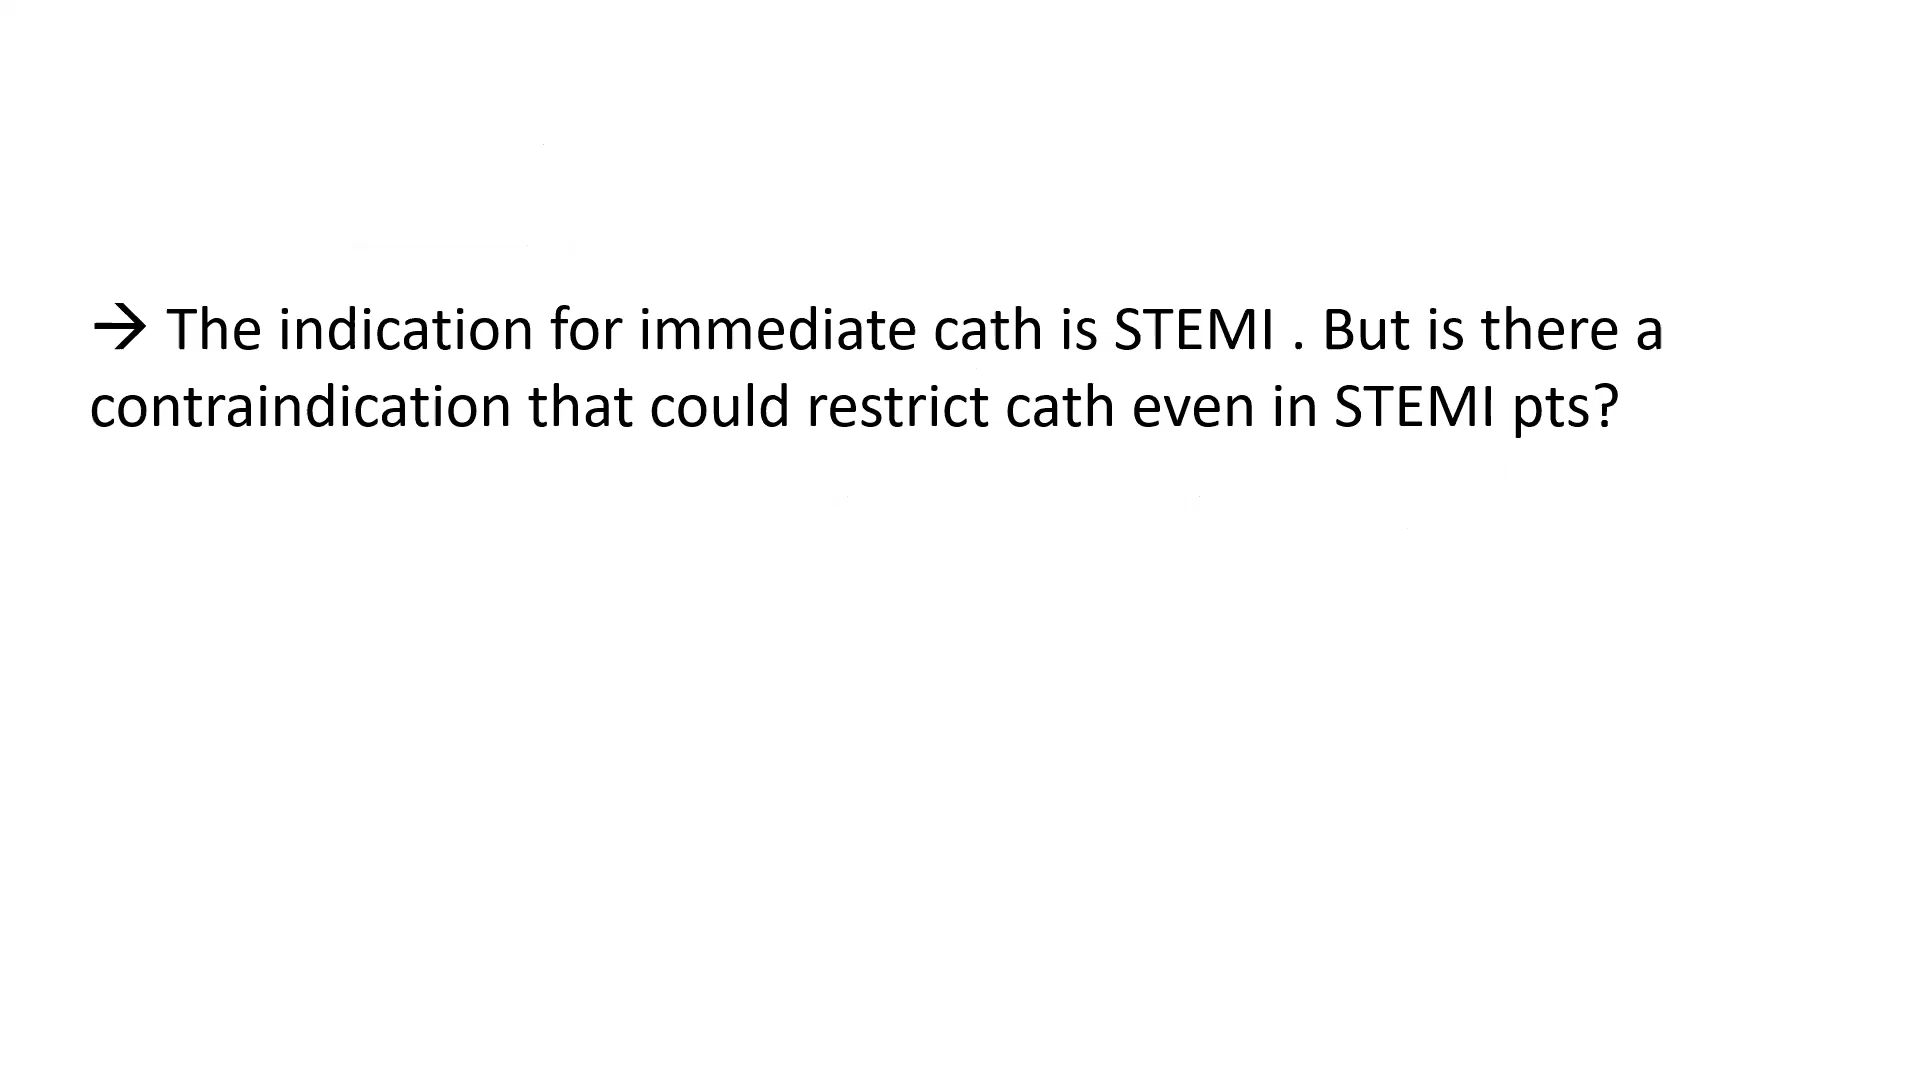 → The indication for immediate cath is STEMI . But is there a
contraindication that could restrict cath even in STEMI pts?